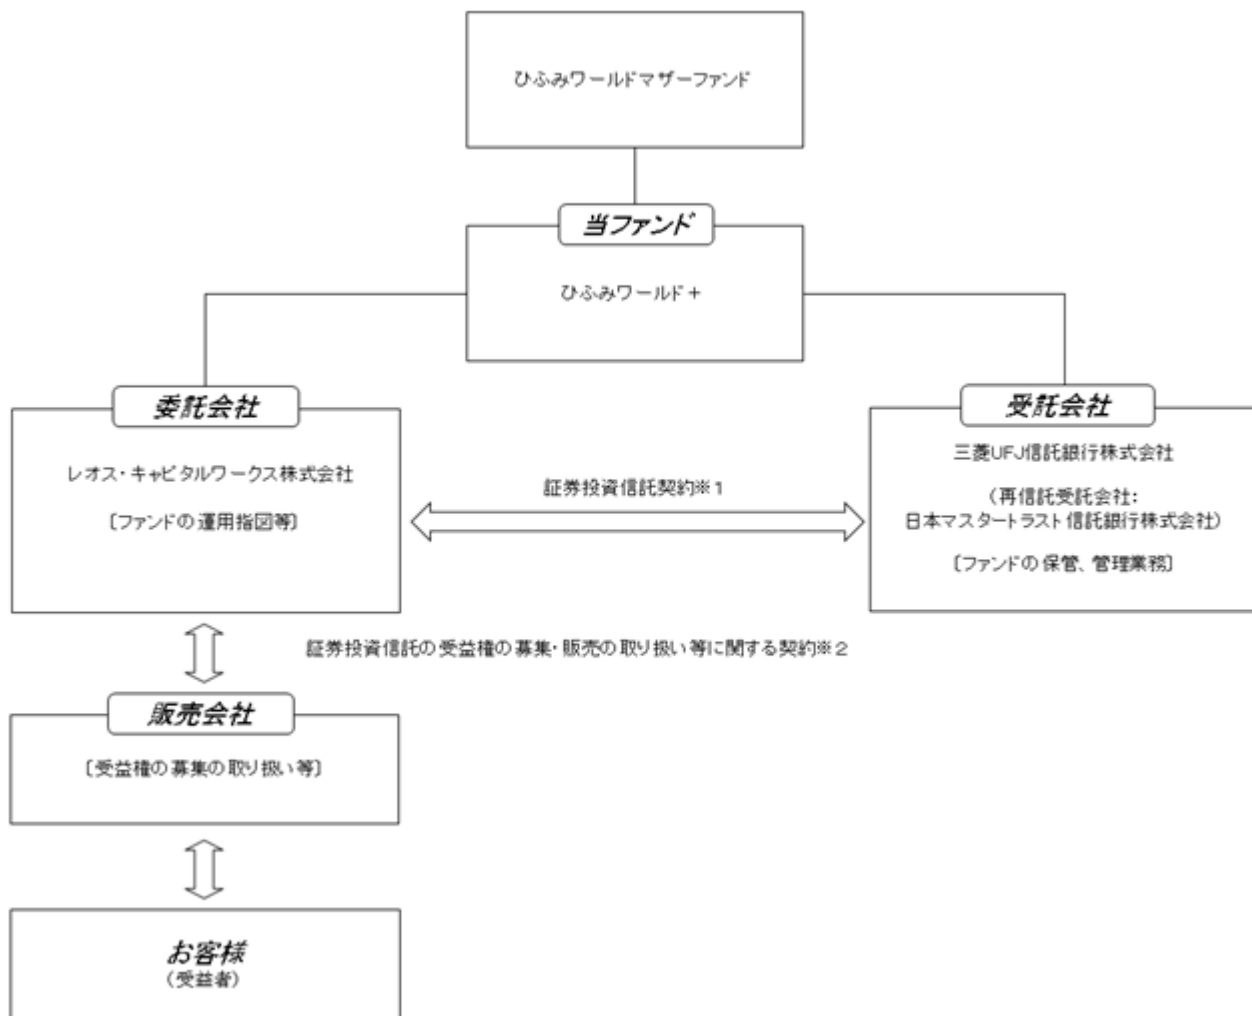 ひふみワールドマザーファンド
当ファンド
ひふみワールド＋
委託会社
レオス・キャピタルワークス株式会社
〔ファンドの運用指図等〕
証券投資信託契約※１
受託会社
三菱UFJ信託銀行株式会社
（再信託受託会社：
日本マスタートラスト信託銀行株式会社）
〔ファンドの保管、管理業務〕
証券投資信託の受益権の募集・販売の取り扱い等に関する契約※２
販売会社
〔受益権の募集の取り扱い等〕
お客様
（受益者）